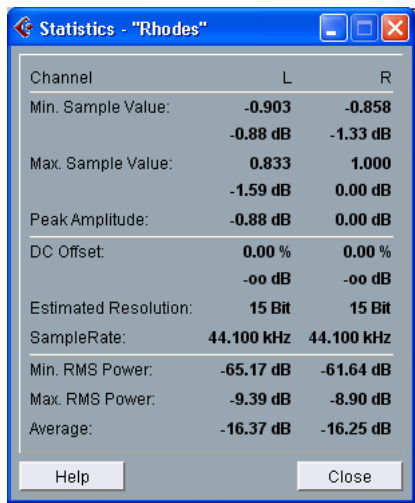 Statistics - "Rhodes"
Channel L R
Min. Sample Value: -0.903 -0.858
-0.88 dB -1.33 dB
Max. Sample Value: 0.833 1.000
-1.59 dB 0.00 dB
Peak Amplitude: -0.88 dB 0.00 dB
DC Offset: 0.00 % 0.00 %
-oo dB -oo dB
Estimated Resolution: 15 Bit 15 Bit
SampleRate: 44.100 kHz 44.100 kHz
Min. RMS Power: -65.17 dB -61.64 dB
Max. RMS Power: -9.39 dB -8.90 dB
Average: -16.37 dB -16.25 dB
Help Close